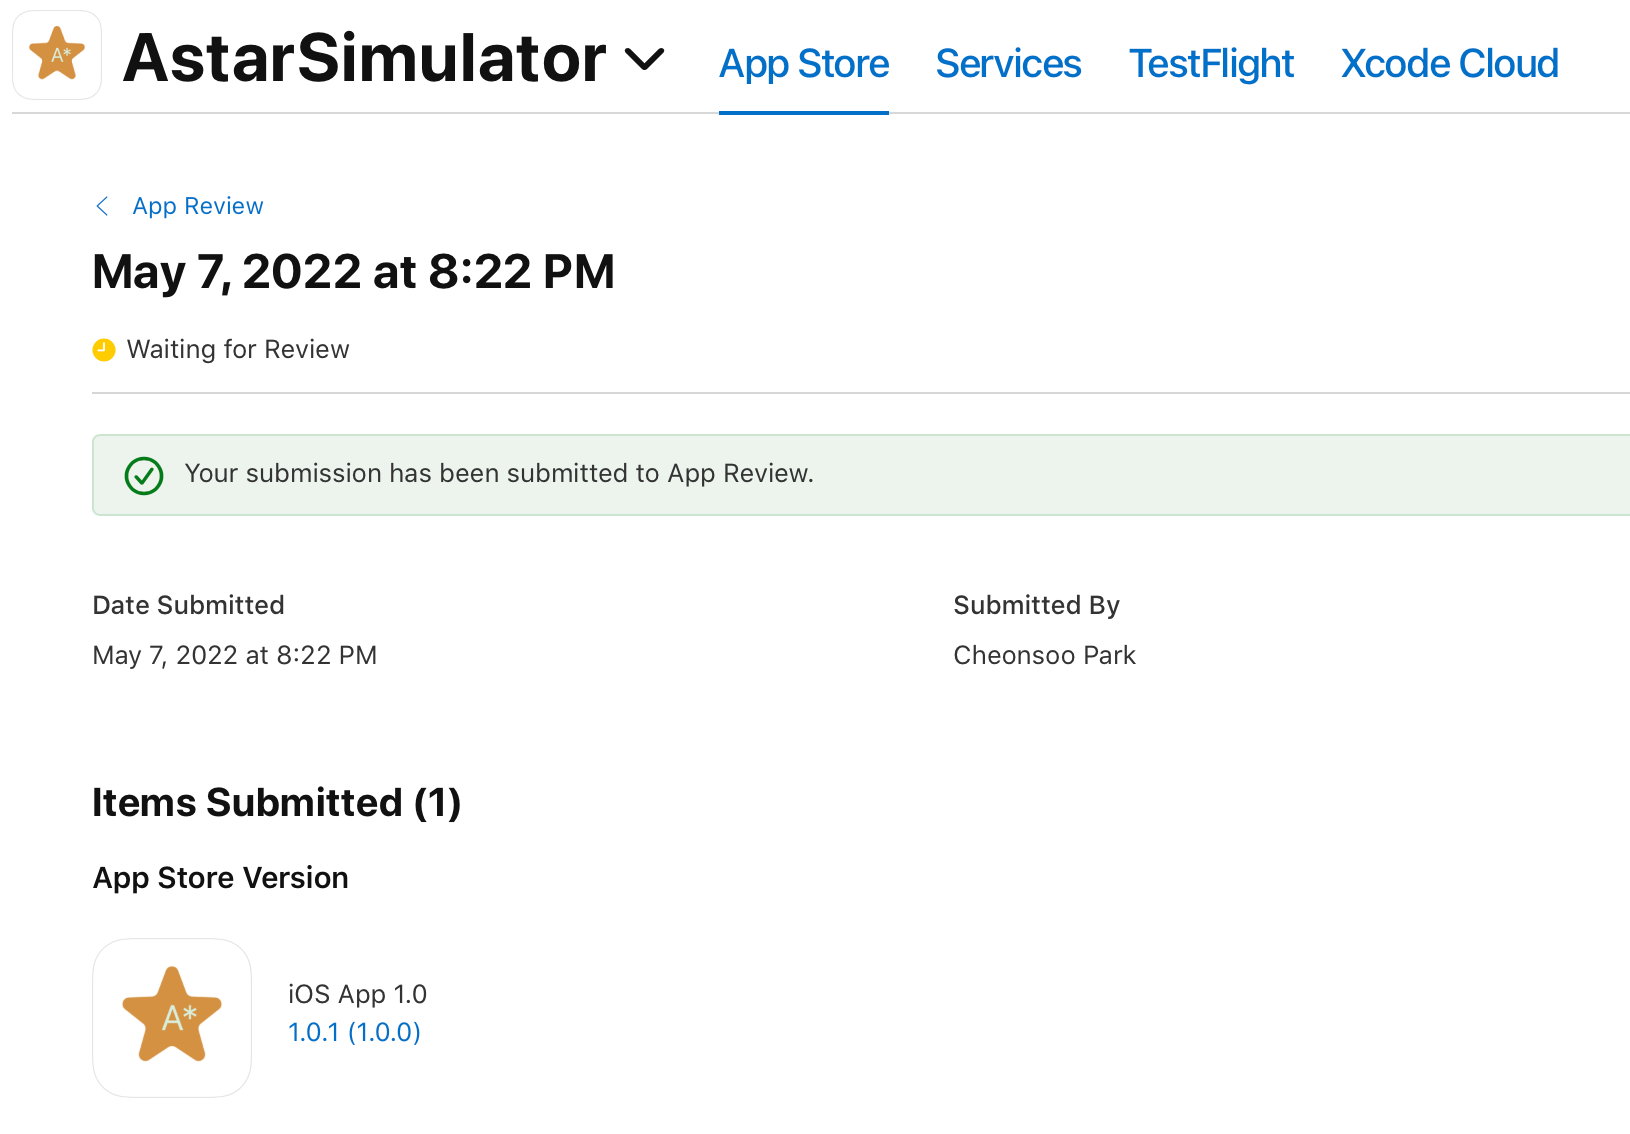 A*
AstarSimulator
App Store Services TestFlight Xcode Cloud
App Review
May 7, 2022 at 8:22 PM
Waiting for Review
Your submission has been submitted to App Review.
Date Submitted
May 7, 2022 at 8:22 PM
Submitted By
Cheonsoo Park
Items Submitted (1)
App Store Version
A*
iOS App 1.0
1.0.1 (1.0.0)